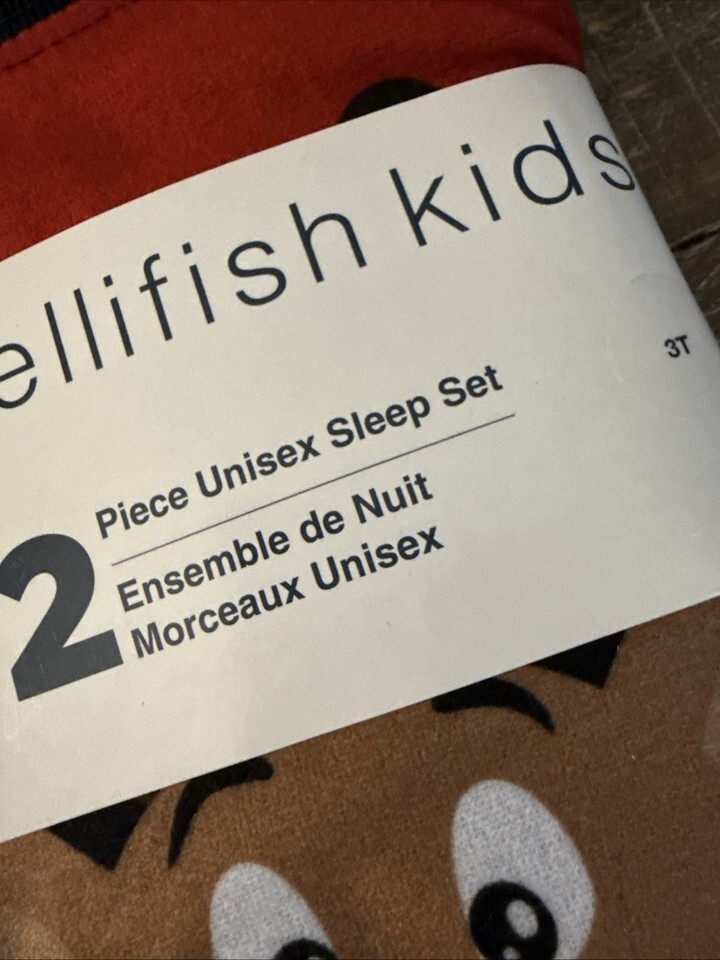 ellifish kids
3T
2
Piece Unisex Sleep Set
Ensemble de Nuit
Morceaux Unisex